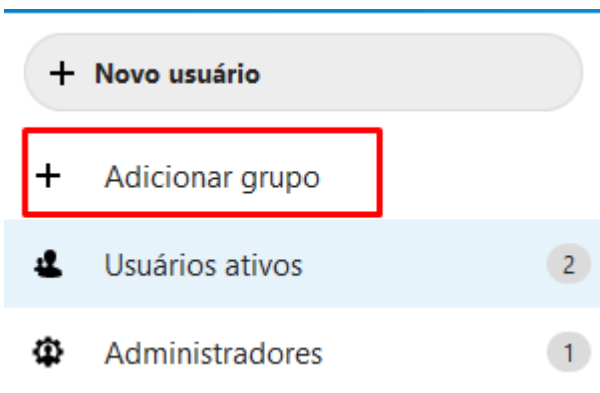 + Novo usuário
+ Adicionar grupo
Usuários ativos 2
Administradores 1